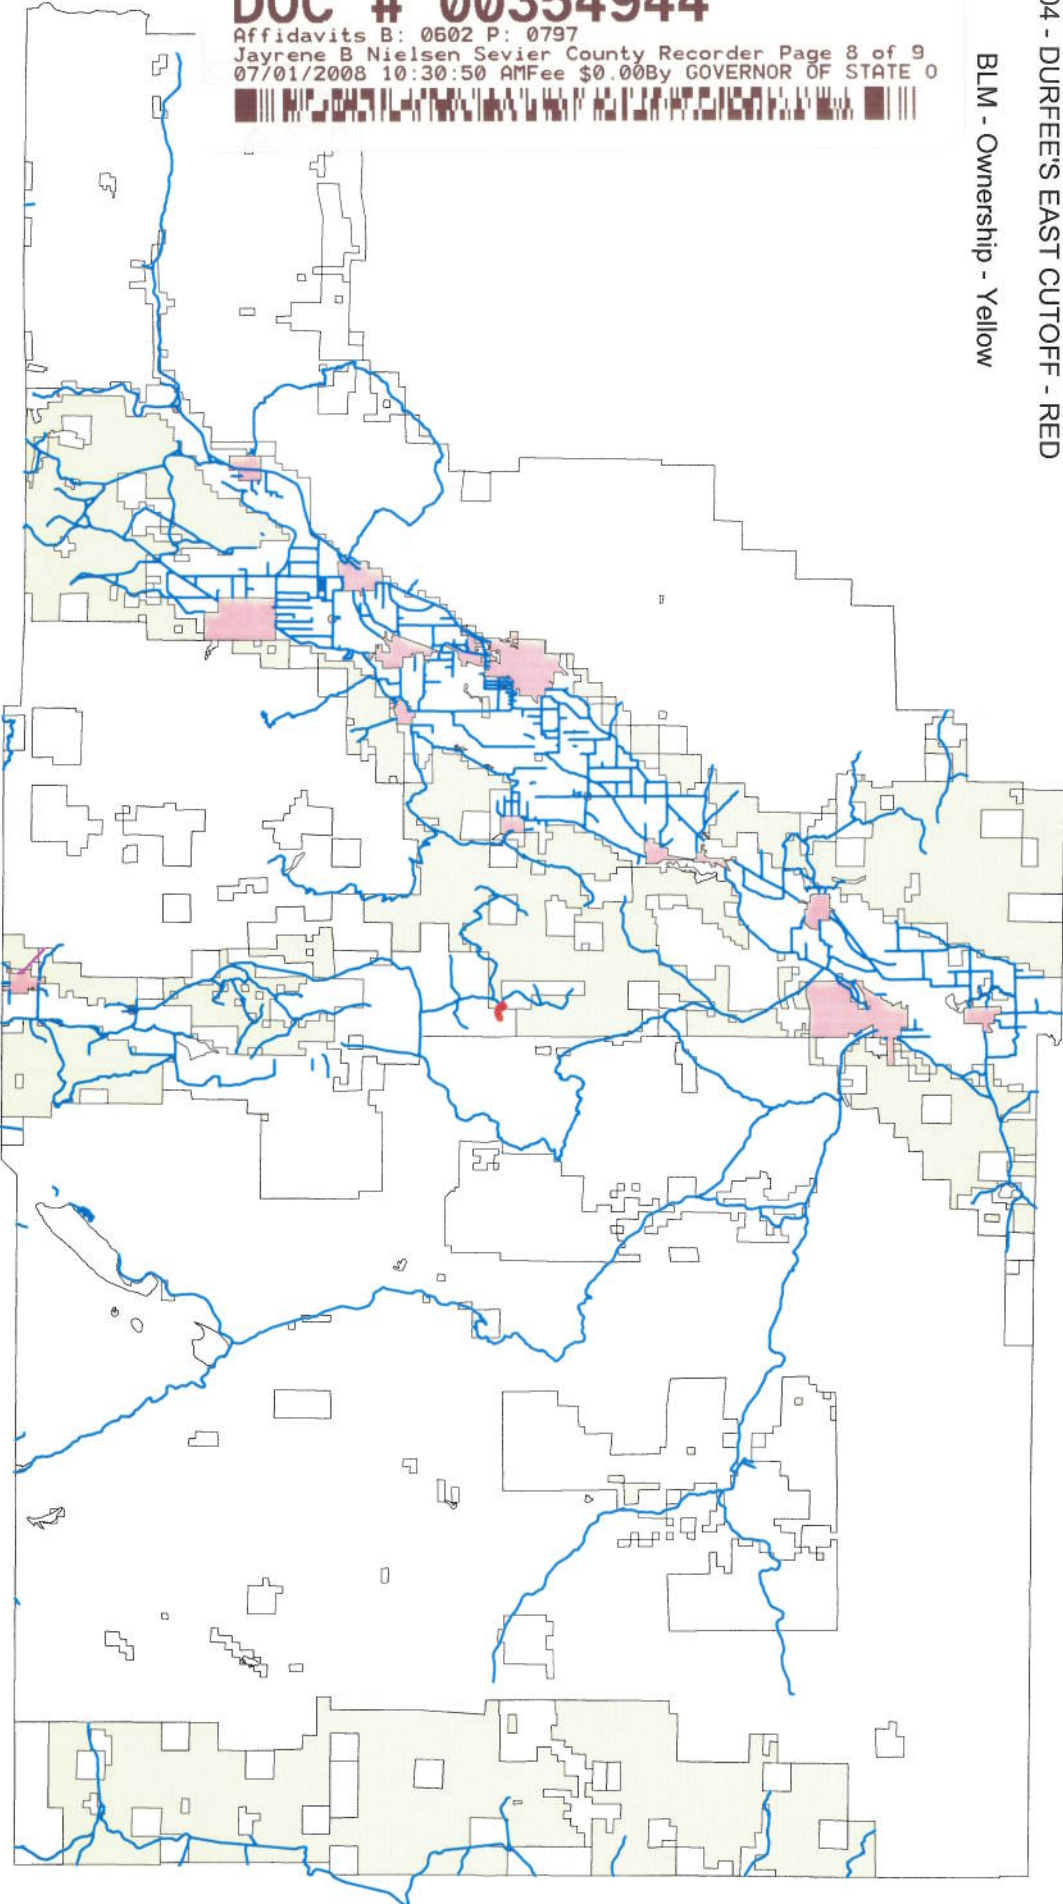 DOC # 00354944
Affidavits B: 0602 P: 0797
Jayrene B Nielsen Sevier County Recorder Page 8 of 9
07/01/2008 10:30:50 AMFee $0.00By GOVERNOR OF STATE O
04 - DURFEE'S EAST CUTOFF - RED
BLM - Ownership - Yellow